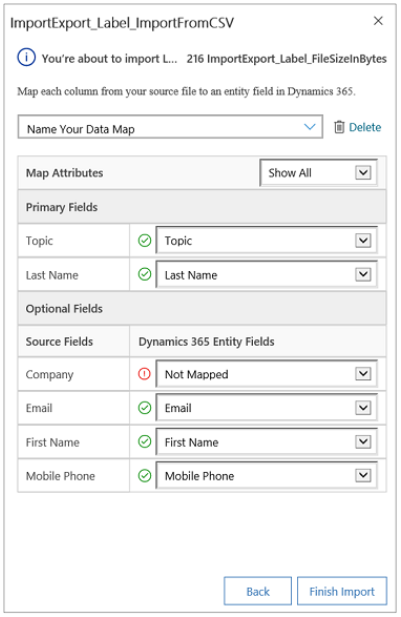 ImportExport_Label_ImportFromCSV
You're about to import L... 216 ImportExport_Label_FileSizeInBytes
Map each column from your source file to an entity field in Dynamics 365.
Name Your Data Map Delete
Map Attributes Show All
Primary Fields
Topic Topic
Last Name Last Name
Optional Fields
Source Fields Dynamics 365 Entity Fields
Company Not Mapped
Email Email
First Name First Name
Mobile Phone Mobile Phone
Back Finish Import